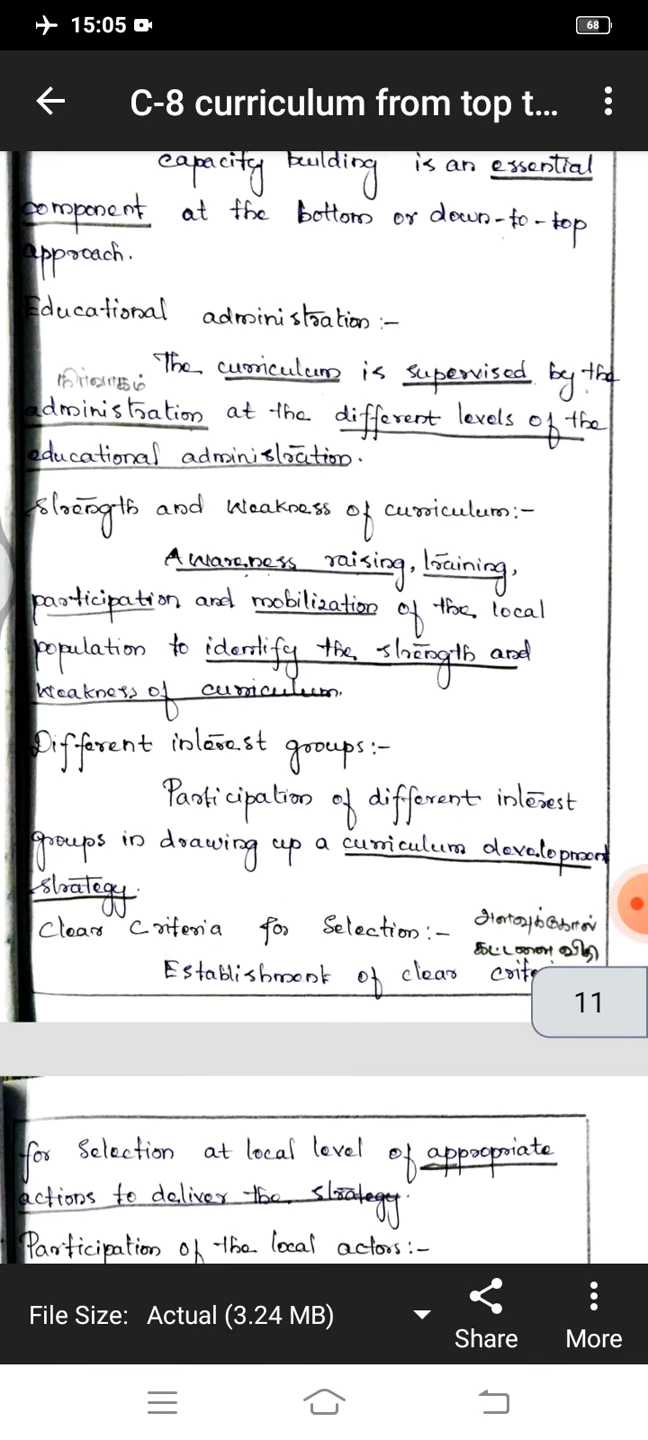 15:05
68
C-8 curriculum from top t...
capacity building is an essential
component at the bottom or down-to-top
approach.
Educational administration :-
The curriculum is supervised by the
நிர்வாகம்
administration at the different levels of the
educational administration.
Strength and Weakness of curriculum:-
Awareness raising, training,
participation and mobilization of the local
population to identify the strength and
weakness of curriculum.
Different interest groups:-
Participation of different interest
groups in drawing up a curriculum development
strategy.
Clear Criteria for Selection:-
கட்டளை விதி
Establishment of clear crite
11
for Selection at local level of appropriate
actions to deliver the strategy.
Participation of the local actors:-
File Size: Actual (3.24 MB)
Share
More